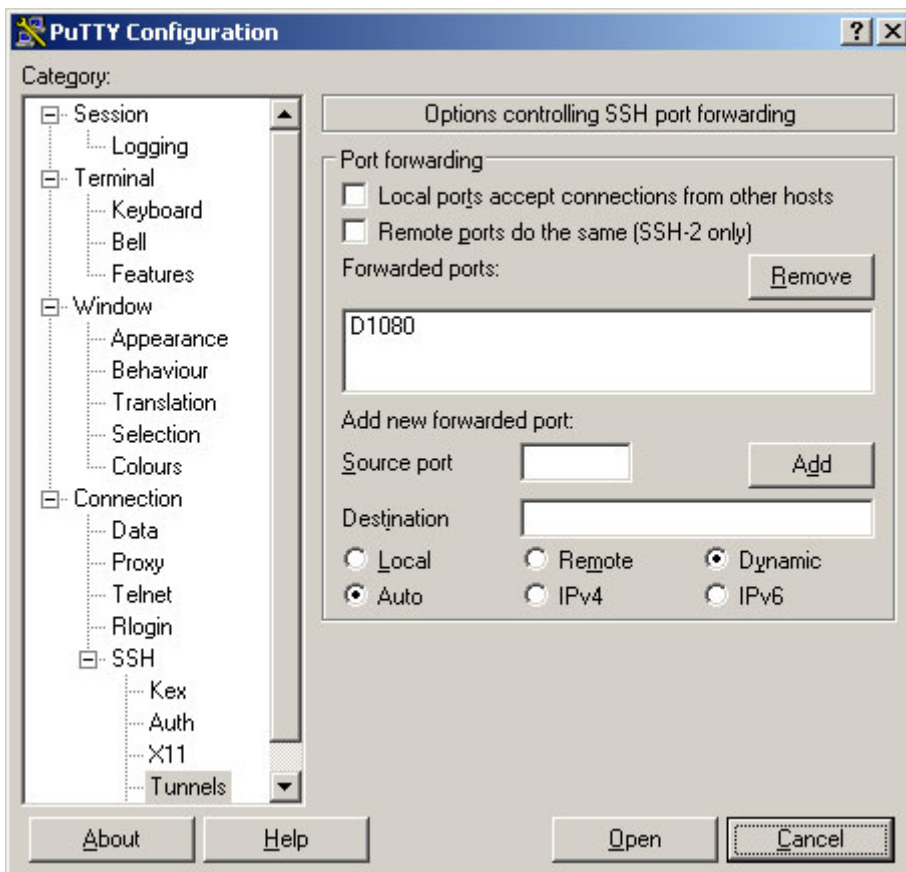 PuTTY Configuration
Category:
Session
Logging
Terminal
Keyboard
Bell
Features
Window
Appearance
Behaviour
Translation
Selection
Colours
Connection
Data
Proxy
Telnet
Rlogin
SSH
Kex
Auth
X11
Tunnels
Options controlling SSH port forwarding
Port forwarding
Local ports accept connections from other hosts
Remote ports do the same (SSH-2 only)
Forwarded ports:
Remove
D1080
Add new forwarded port:
Source port
Add
Destination
Local Remote Dynamic
Auto IPv4 IPv6
About Help Open Cancel